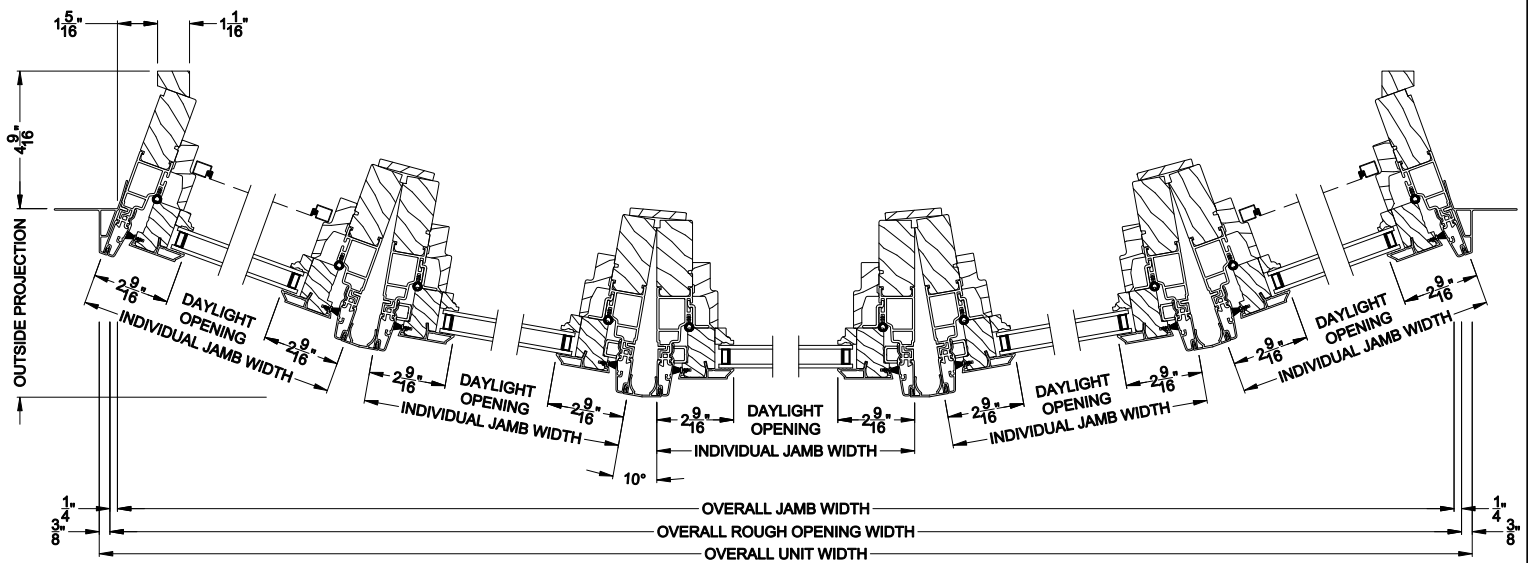 1 5/16"
1 1/16"
4 9/16"
OUTSIDE PROJECTION
2 9/16"
DAYLIGHT
OPENING
INDIVIDUAL JAMB WIDTH
2 9/16"
2 9/16"
DAYLIGHT
OPENING
INDIVIDUAL JAMB WIDTH
2 9/16"
10°
2 9/16"
DAYLIGHT
OPENING
INDIVIDUAL JAMB WIDTH
2 9/16"
2 9/16"
DAYLIGHT
OPENING
INDIVIDUAL JAMB WIDTH
2 9/16"
2 9/16"
DAYLIGHT
OPENING
INDIVIDUAL JAMB WIDTH
2 9/16"
1/4"
OVERALL JAMB WIDTH
1/4"
3/8"
OVERALL ROUGH OPENING WIDTH
3/8"
OVERALL UNIT WIDTH